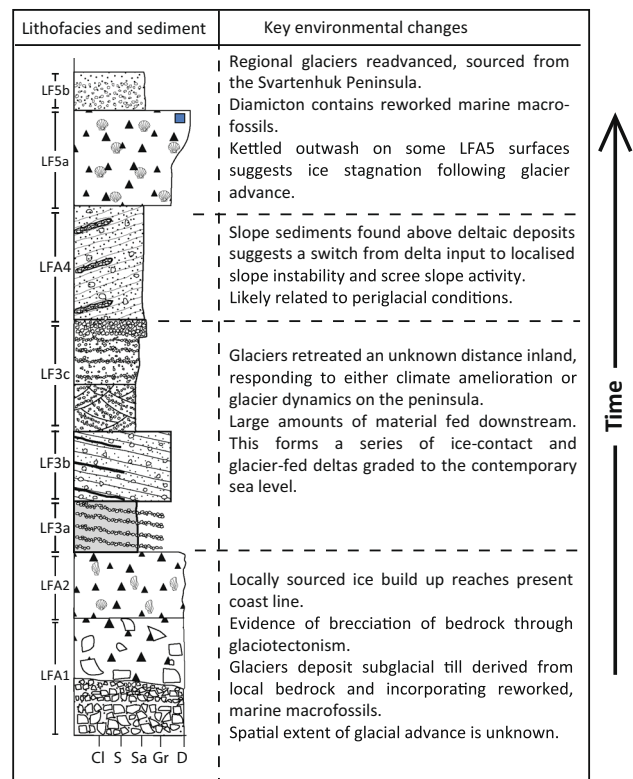 Lithofacies and sediment
Key environmental changes
LF5b
LF5a
LFA4
LF3c
LF3b
LF3a
LFA2
LFA1
Cl S Sa Gr D
Regional glaciers readvanced, sourced from
the Svartenhuk Peninsula.
Diamicton contains reworked marine macro-
fossils.
Kettled outwash on some LFA5 surfaces
suggests ice stagnation following glacier
advance.
Slope sediments found above deltaic deposits
suggests a switch from delta input to localised
slope instability and scree slope activity.
Likely related to periglacial conditions.
Glaciers retreated an unknown distance inland,
responding to either climate amelioration or
glacier dynamics on the peninsula.
Large amounts of material fed downstream.
This forms a series of ice-contact and
glacier-fed deltas graded to the contemporary
sea level.
Locally sourced ice build up reaches present
coast line.
Evidence of brecciation of bedrock through
glaciotectonism.
Glaciers deposit subglacial till derived from
local bedrock and incorporating reworked,
marine macrofossils.
Spatial extent of glacial advance is unknown.
Time